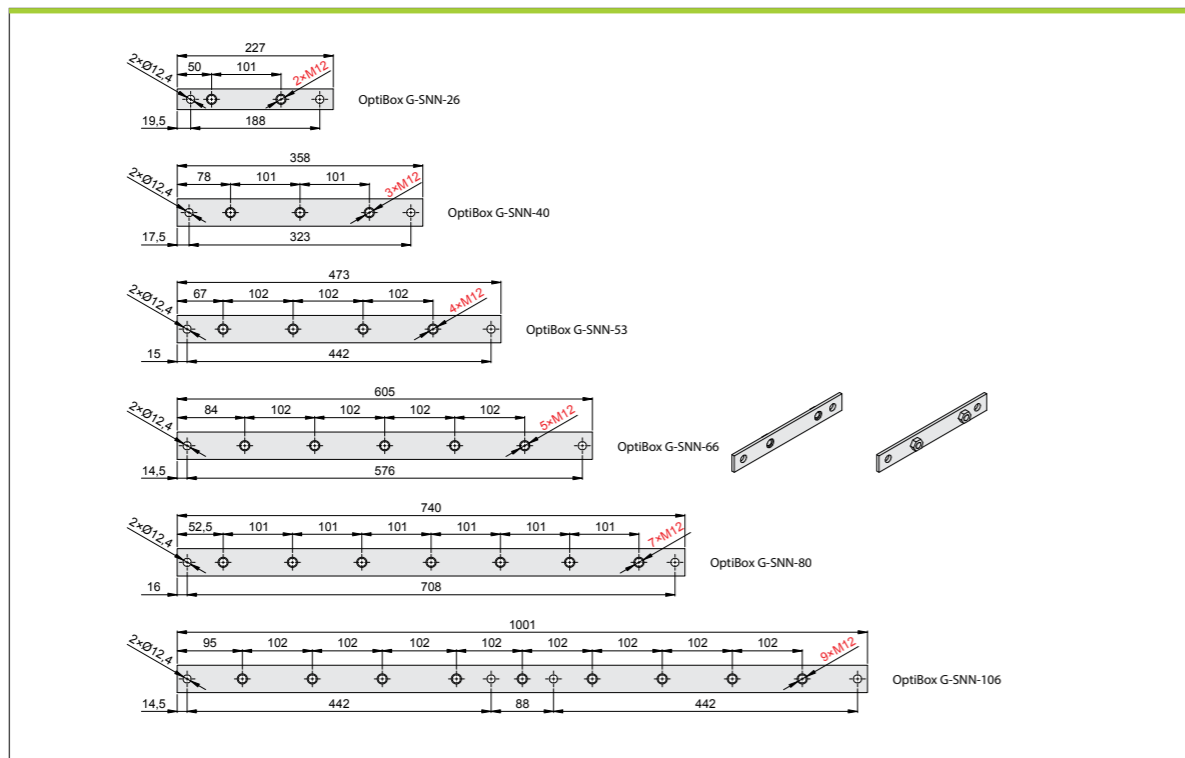 227
2×Ø12,4
50
101
2×M12
OptiBox G-SNN-26
19,5
188
358
2×Ø12,4
78
101
101
3×M12
OptiBox G-SNN-40
17,5
323
473
2×Ø12,4
67
102
102
102
4×M12
OptiBox G-SNN-53
15
442
605
2×Ø12,4
84
102
102
102
102
5×M12
OptiBox G-SNN-66
14,5
576
740
2×Ø12,4
52,5
101
101
101
101
101
101
7×M12
OptiBox G-SNN-80
16
708
1001
2×Ø12,4
95
102
102
102
102
102
102
102
102
9×M12
OptiBox G-SNN-106
14,5
442
88
442